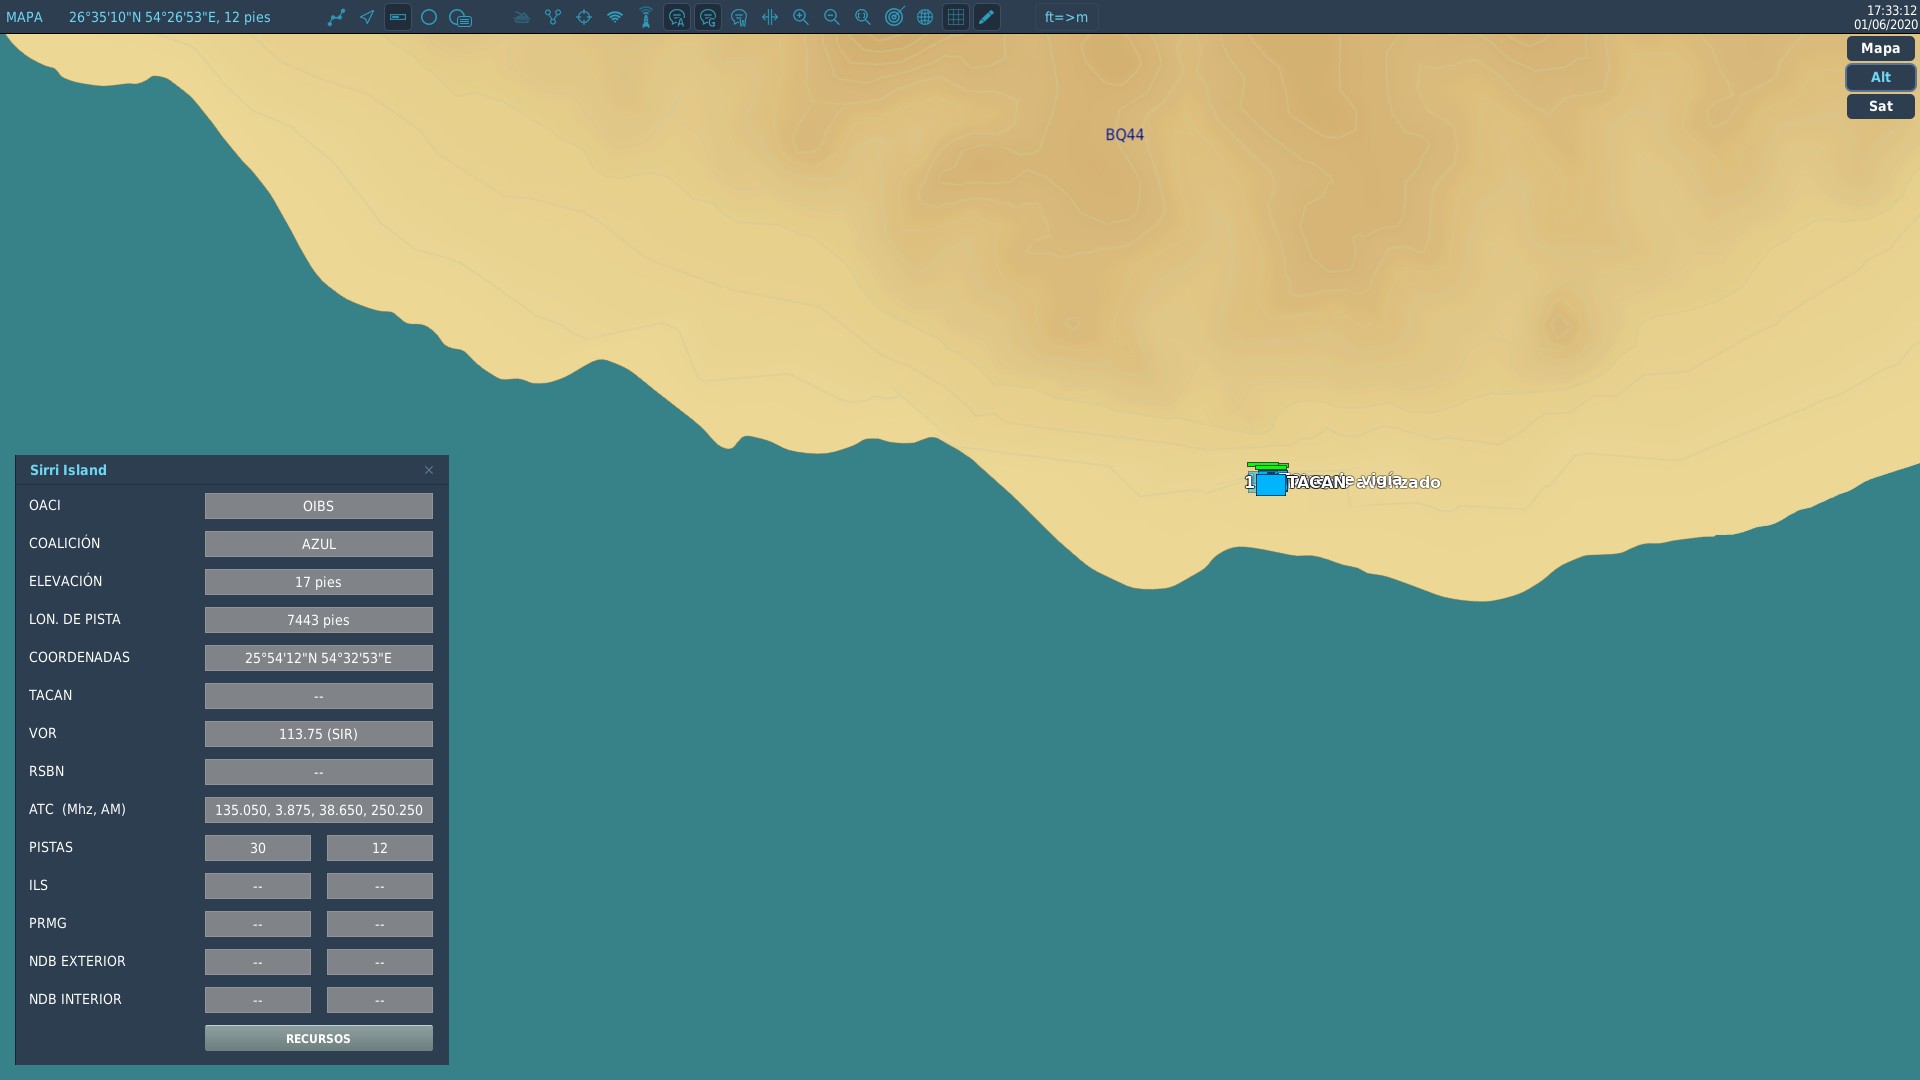 MAPA 26°35'10"N 54°26'53"E, 12 pies
ft=>m
17:33:12
01/06/2020
Mapa
Alt
Sat
BQ44
TACAN
Sirri Island
OACI OIBS
COALICIÓN AZUL
ELEVACIÓN 17 pies
LON. DE PISTA 7443 pies
COORDENADAS 25°54'12"N 54°32'53"E
TACAN --
VOR 113.75 (SIR)
RSBN --
ATC (Mhz, AM) 135.050, 3.875, 38.650, 250.250
PISTAS 30 12
ILS -- --
PRMG -- --
NDB EXTERIOR -- --
NDB INTERIOR -- --
RECURSOS